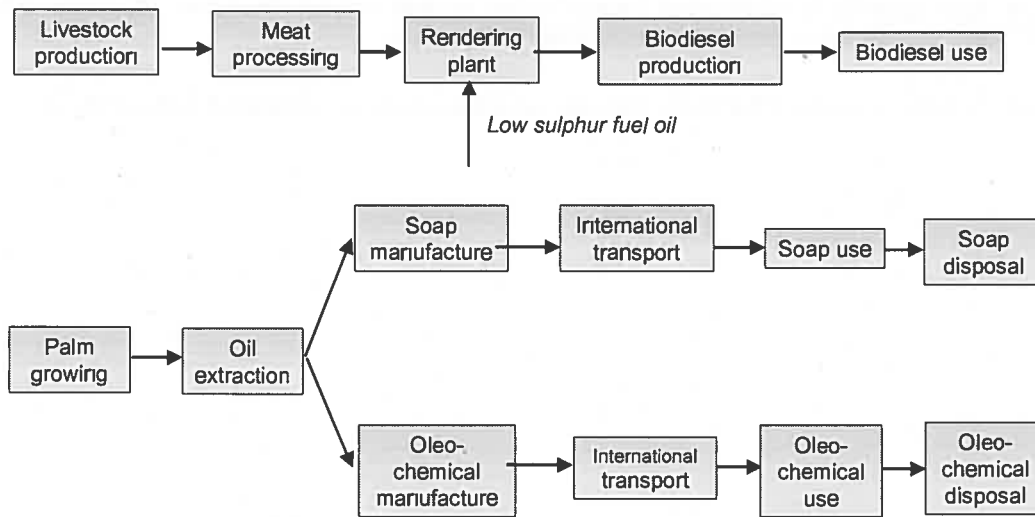 Livestock
production
Meat
processing
Rendering
plant
Biodiesel
production
Biodiesel use
Low sulphur fuel oil
Soap
manufacture
International
transport
Soap use
Soap
disposal
Palm
growing
Oil
extraction
Oleo-
chemical
manufacture
International
transport
Oleo-
chemical
use
Oleo-
chemical
disposal